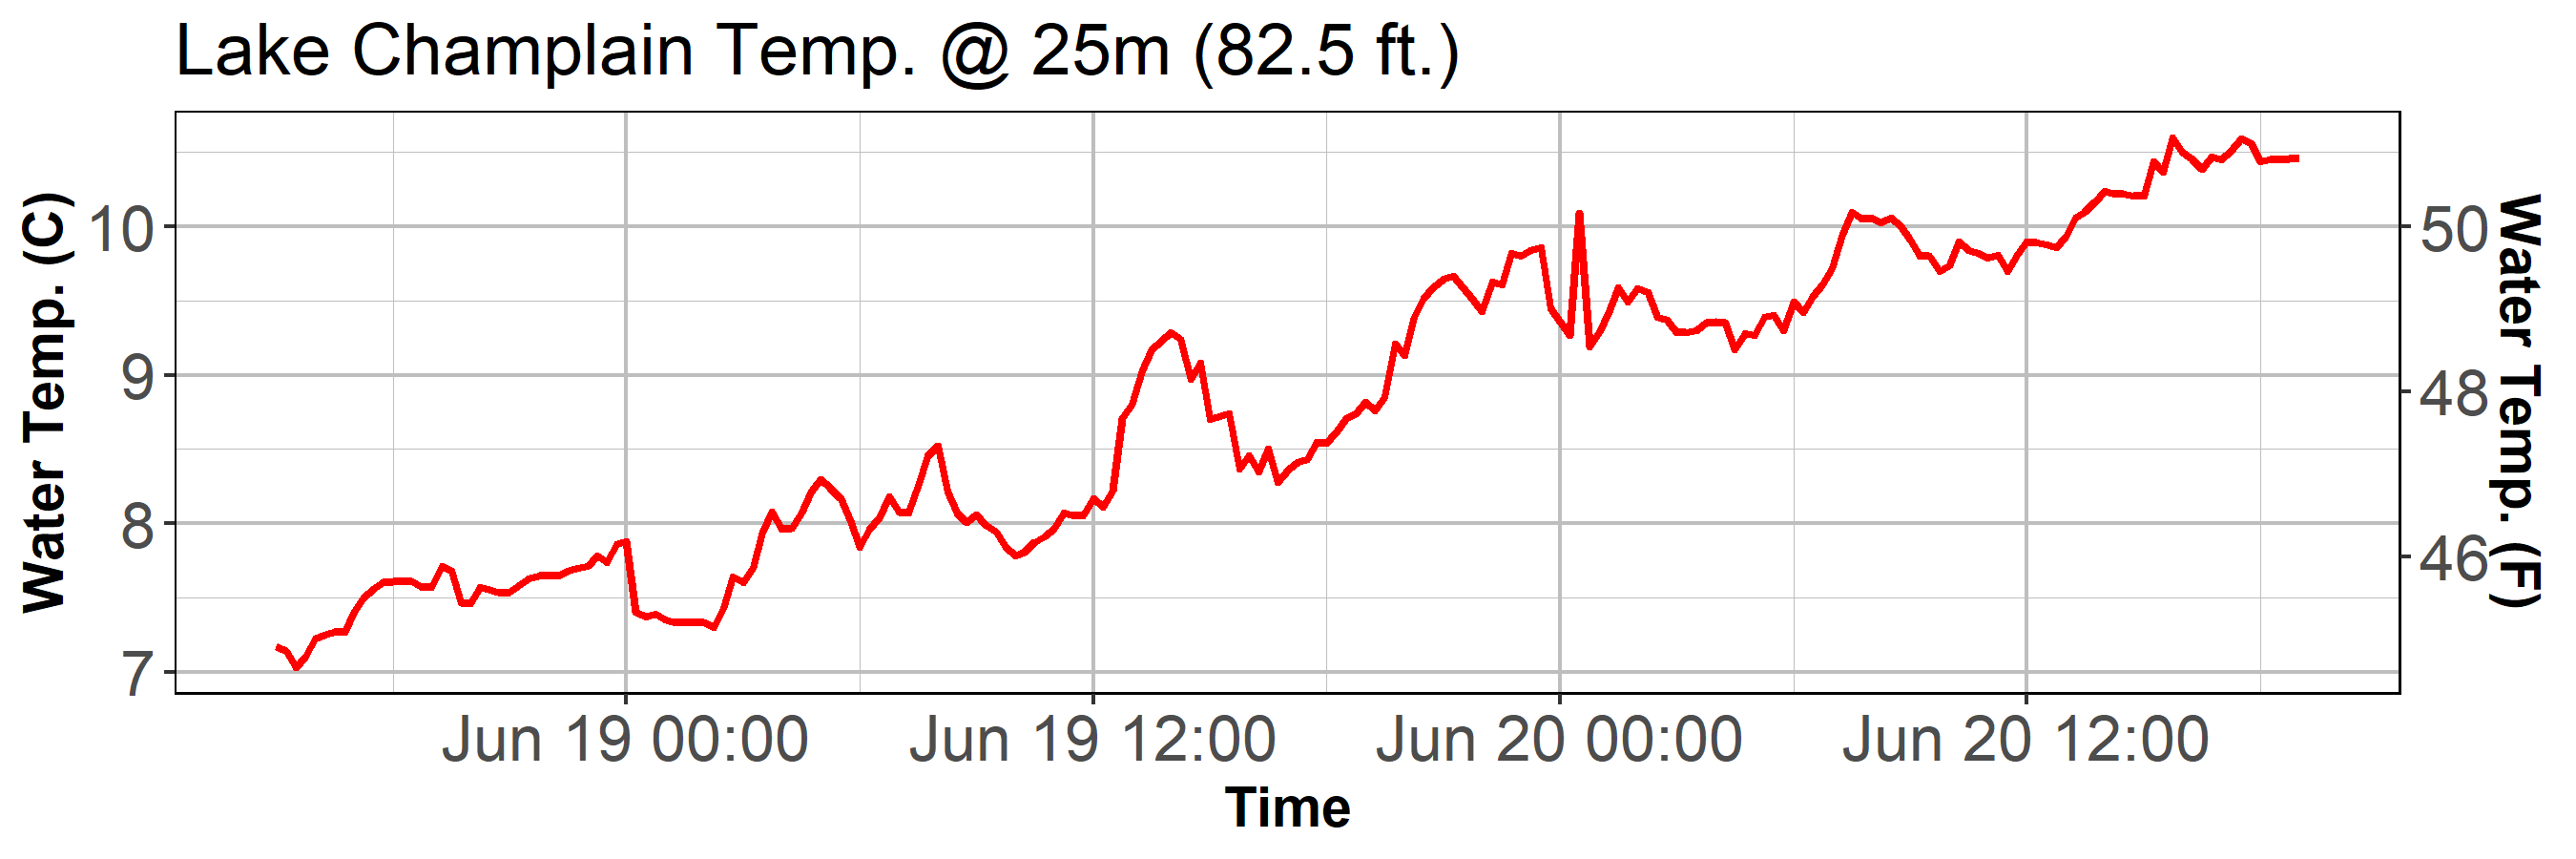 Lake Champlain Temp. @ 25m (82.5 ft.)
Water Temp. (C)
10
9
8
7
50
48
46
Water Temp. (F)
Jun 19 00:00
Jun 19 12:00
Jun 20 00:00
Jun 20 12:00
Time